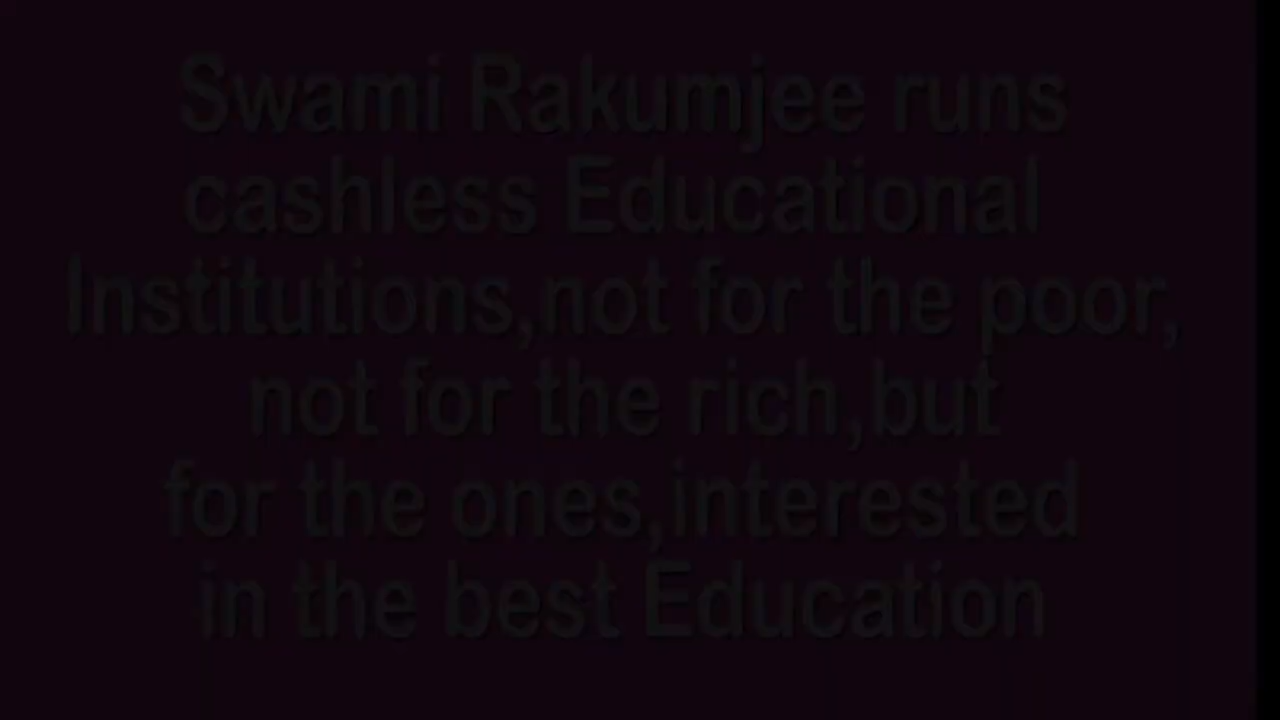 Swami Rakumjee runs
cashless Educational
Institutions,not for the poor,
not for the rich,but
for the ones,interested
in the best Education